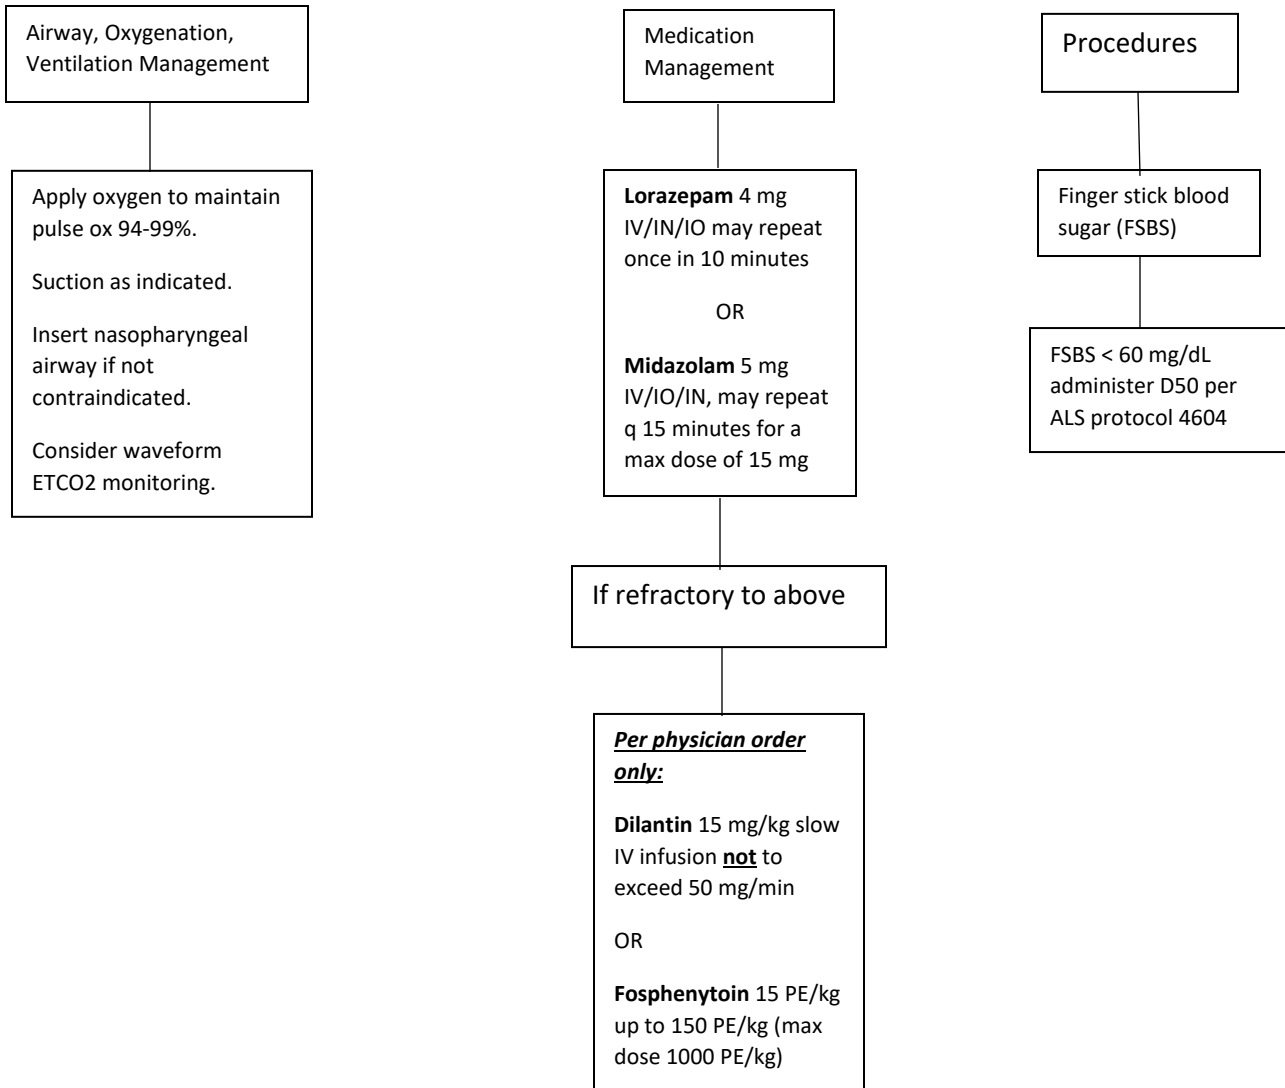 Airway, Oxygenation,
Ventilation Management
Apply oxygen to maintain
pulse ox 94-99%.
Suction as indicated.
Insert nasopharyngeal
airway if not
contraindicated.
Consider waveform
ETCO2 monitoring.
Medication
Management
Lorazepam 4 mg
IV/IN/IO may repeat
once in 10 minutes
OR
Midazolam 5 mg
IV/IO/IN, may repeat
q 15 minutes for a
max dose of 15 mg
If refractory to above
Per physician order
only:
Dilantin 15 mg/kg slow
IV infusion not to
exceed 50 mg/min
OR
Fosphenytoin 15 PE/kg
up to 150 PE/kg (max
dose 1000 PE/kg)
Procedures
Finger stick blood
sugar (FSBS)
FSBS < 60 mg/dL
administer D50 per
ALS protocol 4604